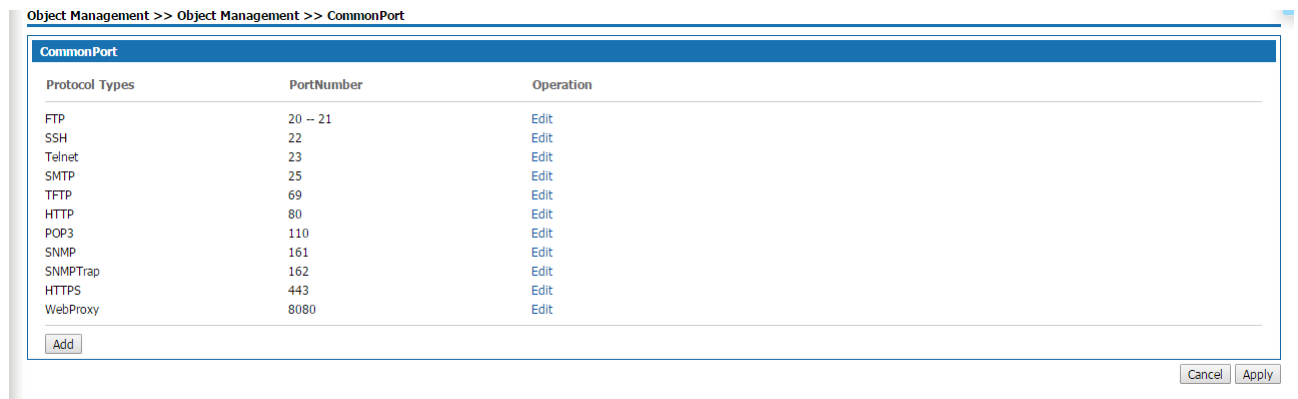 Object Management >> Object Management >> CommonPort
CommonPort
Protocol Types PortNumber Operation
FTP 20 -- 21 Edit
SSH 22 Edit
Telnet 23 Edit
SMTP 25 Edit
TFTP 69 Edit
HTTP 80 Edit
POP3 110 Edit
SNMP 161 Edit
SNMPTrap 162 Edit
HTTPS 443 Edit
WebProxy 8080 Edit
Add
Cancel Apply